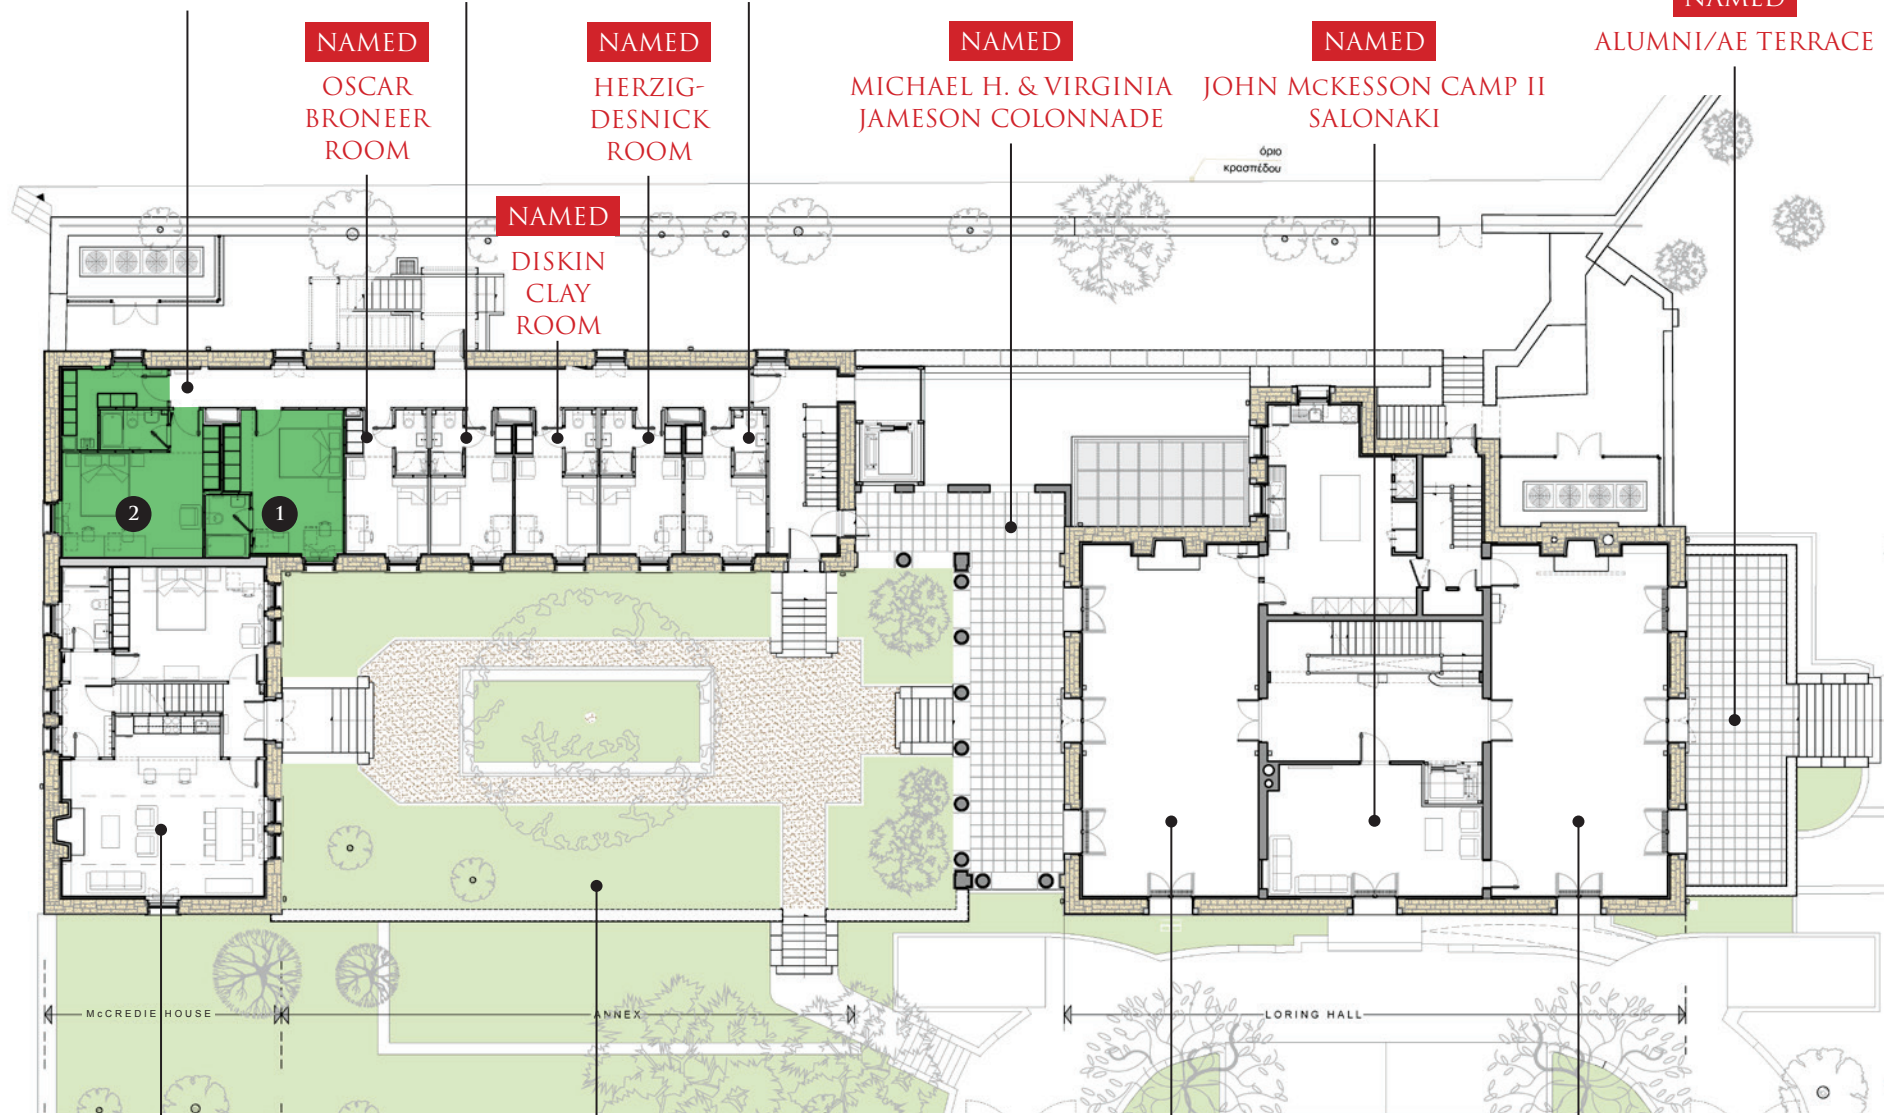 NAMED
OSCAR
BRONEER
ROOM
NAMED
HERZIG-
DESNICK
ROOM
NAMED
DISKIN
CLAY
ROOM
NAMED
MICHAEL H. & VIRGINIA
JAMESON COLONNADE
NAMED
JOHN McKESSON CAMP II
SALONAKI
NAMED
ALUMNI/AE TERRACE
όριο
κρασπέδου
2
1
McCREDIE HOUSE
ANNEX
LORING HALL